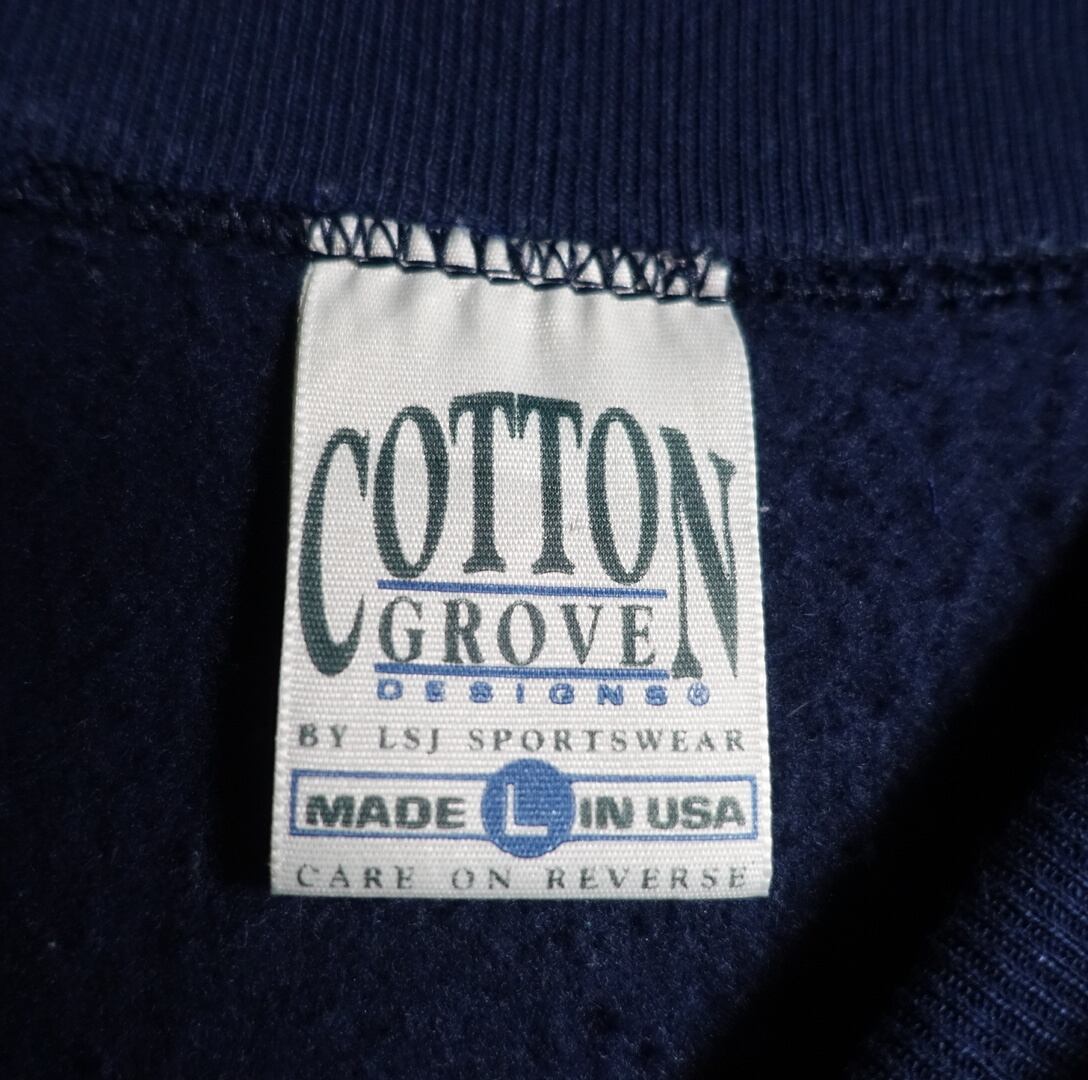 COTTON
GROVE
DESIGNS®
BY LSJ SPORTSWEAR
MADE L IN USA
CARE ON REVERSE